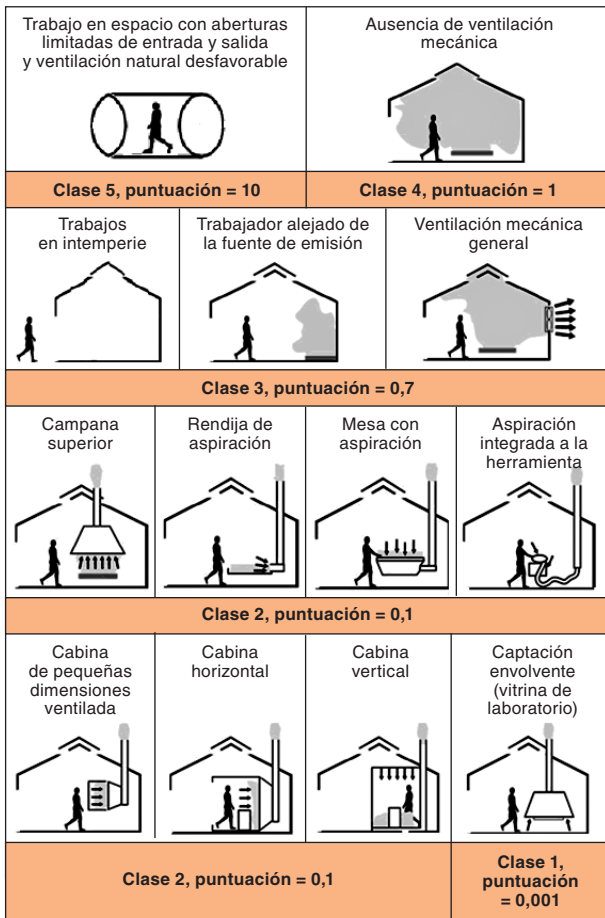 Trabajo en espacio con aberturas
limitadas de entrada y salida
y ventilación natural desfavorable
Ausencia de ventilación
mecánica
Clase 5, puntuación = 10
Clase 4, puntuación = 1
Trabajos
en intemperie
Trabajador alejado de
la fuente de emisión
Ventilación mecánica
general
Clase 3, puntuación = 0,7
Campana
superior
Rendija de
aspiración
Mesa con
aspiración
Aspiración
integrada a la
herramienta
Clase 2, puntuación = 0,1
Cabina
de pequeñas
dimensiones
ventilada
Cabina
horizontal
Cabina
vertical
Captación
envolvente
(vitrina de
laboratorio)
Clase 2, puntuación = 0,1
Clase 1,
puntuación
= 0,001